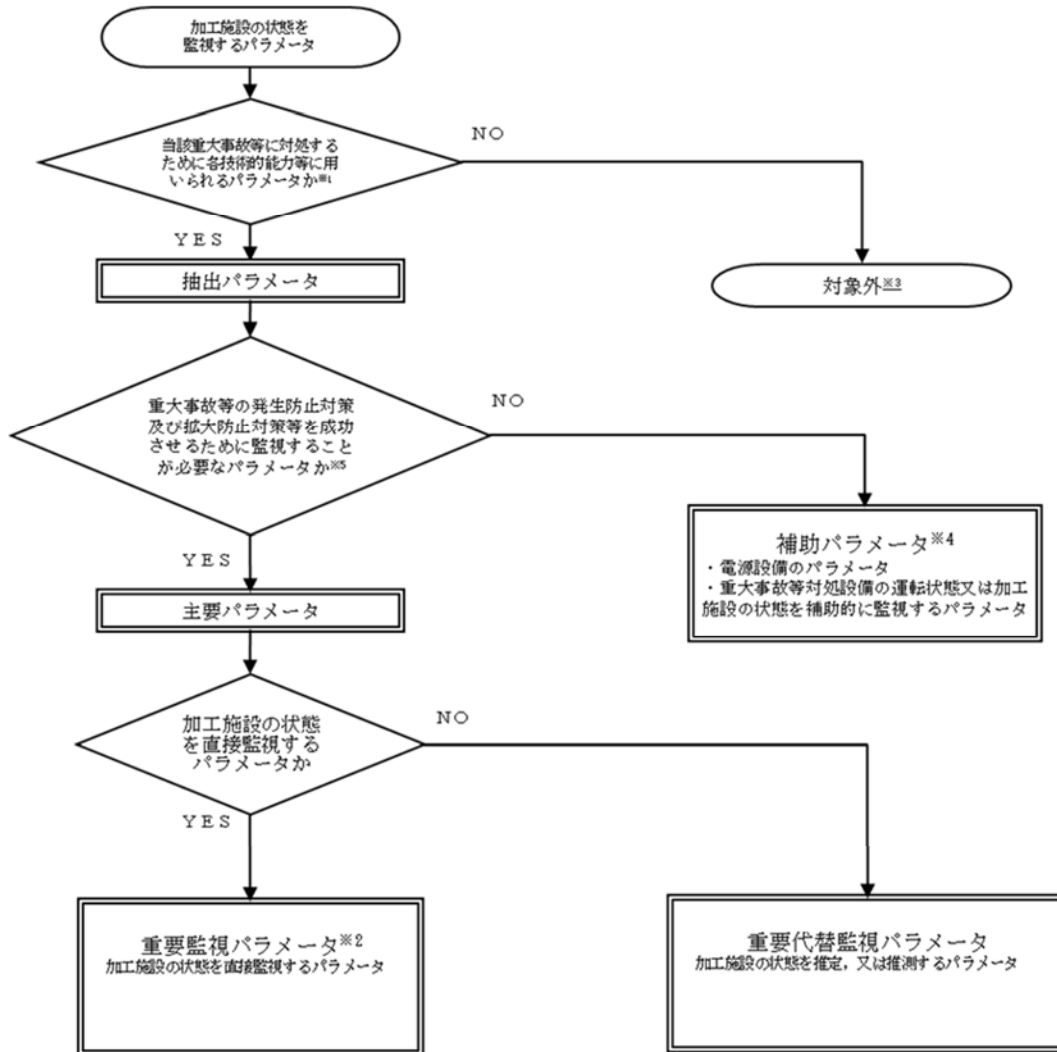 加工施設の状態を
監視するパラメータ
当該重大事故等に対処する
ために各技術的能力等に用
いられるパラメータか※1
NO
YES
抽出パラメータ
対象外※3
重大事故等の発生防止対策
及び拡大防止対策等を成功
させるために監視すること
が必要なパラメータか※5
NO
YES
補助パラメータ※4
・電源設備のパラメータ
・重大事故等対処設備の運転状態又は加工
施設の状態を補助的に監視するパラメータ
主要パラメータ
加工施設の状態
を直接監視する
パラメータか
NO
YES
重要監視パラメータ※2
加工施設の状態を直接監視するパラメータ
重要代替監視パラメータ
加工施設の状態を推定，又は推測するパラメータ